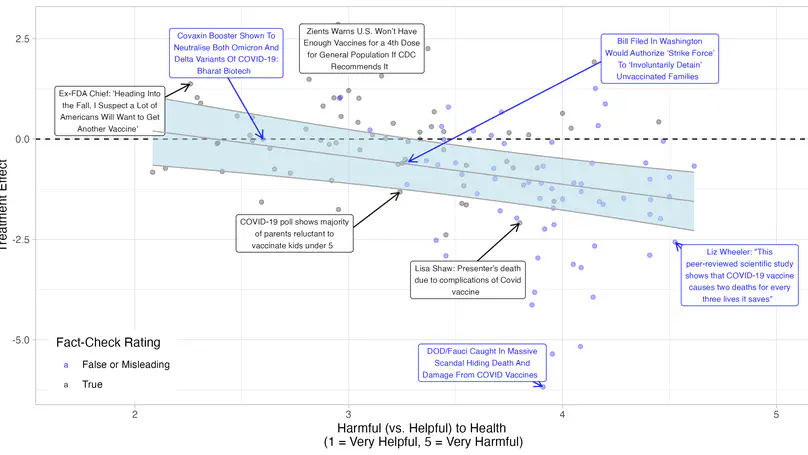 Covaxin Booster Shown To
Neutralise Both Omicron And
Delta Variants Of COVID-19:
Bharat Biotech
Zients Warns U.S. Won't Have
Enough Vaccines for a 4th Dose
for General Population If CDC
Recommends It
Bill Filed In Washington
Would Authorize 'Strike Force'
To 'Involuntarily Detain'
Unvaccinated Families
Ex-FDA Chief: 'Heading Into
the Fall, I Suspect a Lot of
Americans Will Want to Get
Another Vaccine'
2.5
0.0
-2.5
-5.0
Treatment Effect
COVID-19 poll shows majority
of parents reluctant to
vaccinate kids under 5
Lisa Shaw: Presenter's death
due to complications of Covid
vaccine
Liz Wheeler: "This
peer-reviewed scientific study
shows that COVID-19 vaccine
causes two deaths for every
three lives it saves"
DOD/Fauci Caught In Massive
Scandal Hiding Death And
Damage From COVID Vaccines
Fact-Check Rating
a False or Misleading
a True
2 3 4 5
Harmful (vs. Helpful) to Health
(1 = Very Helpful, 5 = Very Harmful)